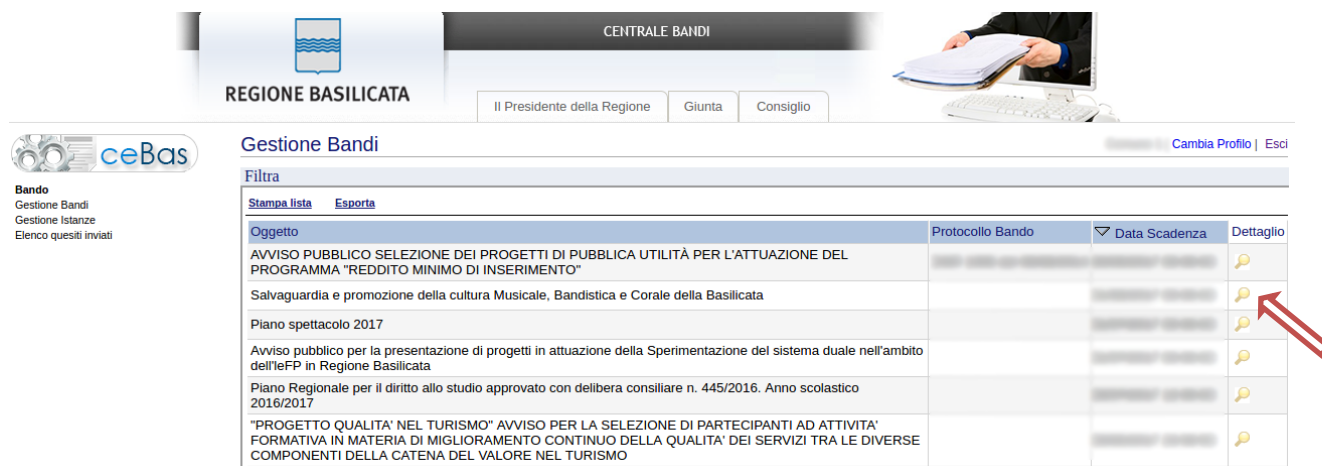 CENTRALE BANDI
REGIONE BASILICATA
Il Presidente della Regione Giunta Consiglio
ceBas
Gestione Bandi
Cambia Profilo | Esci
Bando
Gestione Bandi
Gestione Istanze
Elenco quesiti inviati
Filtra
Stampa lista Esporta
Oggetto Protocollo Bando Data Scadenza Dettaglio
AVVISO PUBBLICO SELEZIONE DEI PROGETTI DI PUBBLICA UTILITÀ PER L'ATTUAZIONE DEL
PROGRAMMA "REDDITO MINIMO DI INSERIMENTO"
Salvaguardia e promozione della cultura Musicale, Bandistica e Corale della Basilicata
Piano spettacolo 2017
Avviso pubblico per la presentazione di progetti in attuazione della Sperimentazione del sistema duale nell'ambito
dell'IeFP in Regione Basilicata
Piano Regionale per il diritto allo studio approvato con delibera consiliare n. 445/2016. Anno scolastico
2016/2017
"PROGETTO QUALITA' NEL TURISMO" AVVISO PER LA SELEZIONE DI PARTECIPANTI AD ATTIVITA'
FORMATIVA IN MATERIA DI MIGLIORAMENTO CONTINUO DELLA QUALITA' DEI SERVIZI TRA LE DIVERSE
COMPONENTI DELLA CATENA DEL VALORE NEL TURISMO